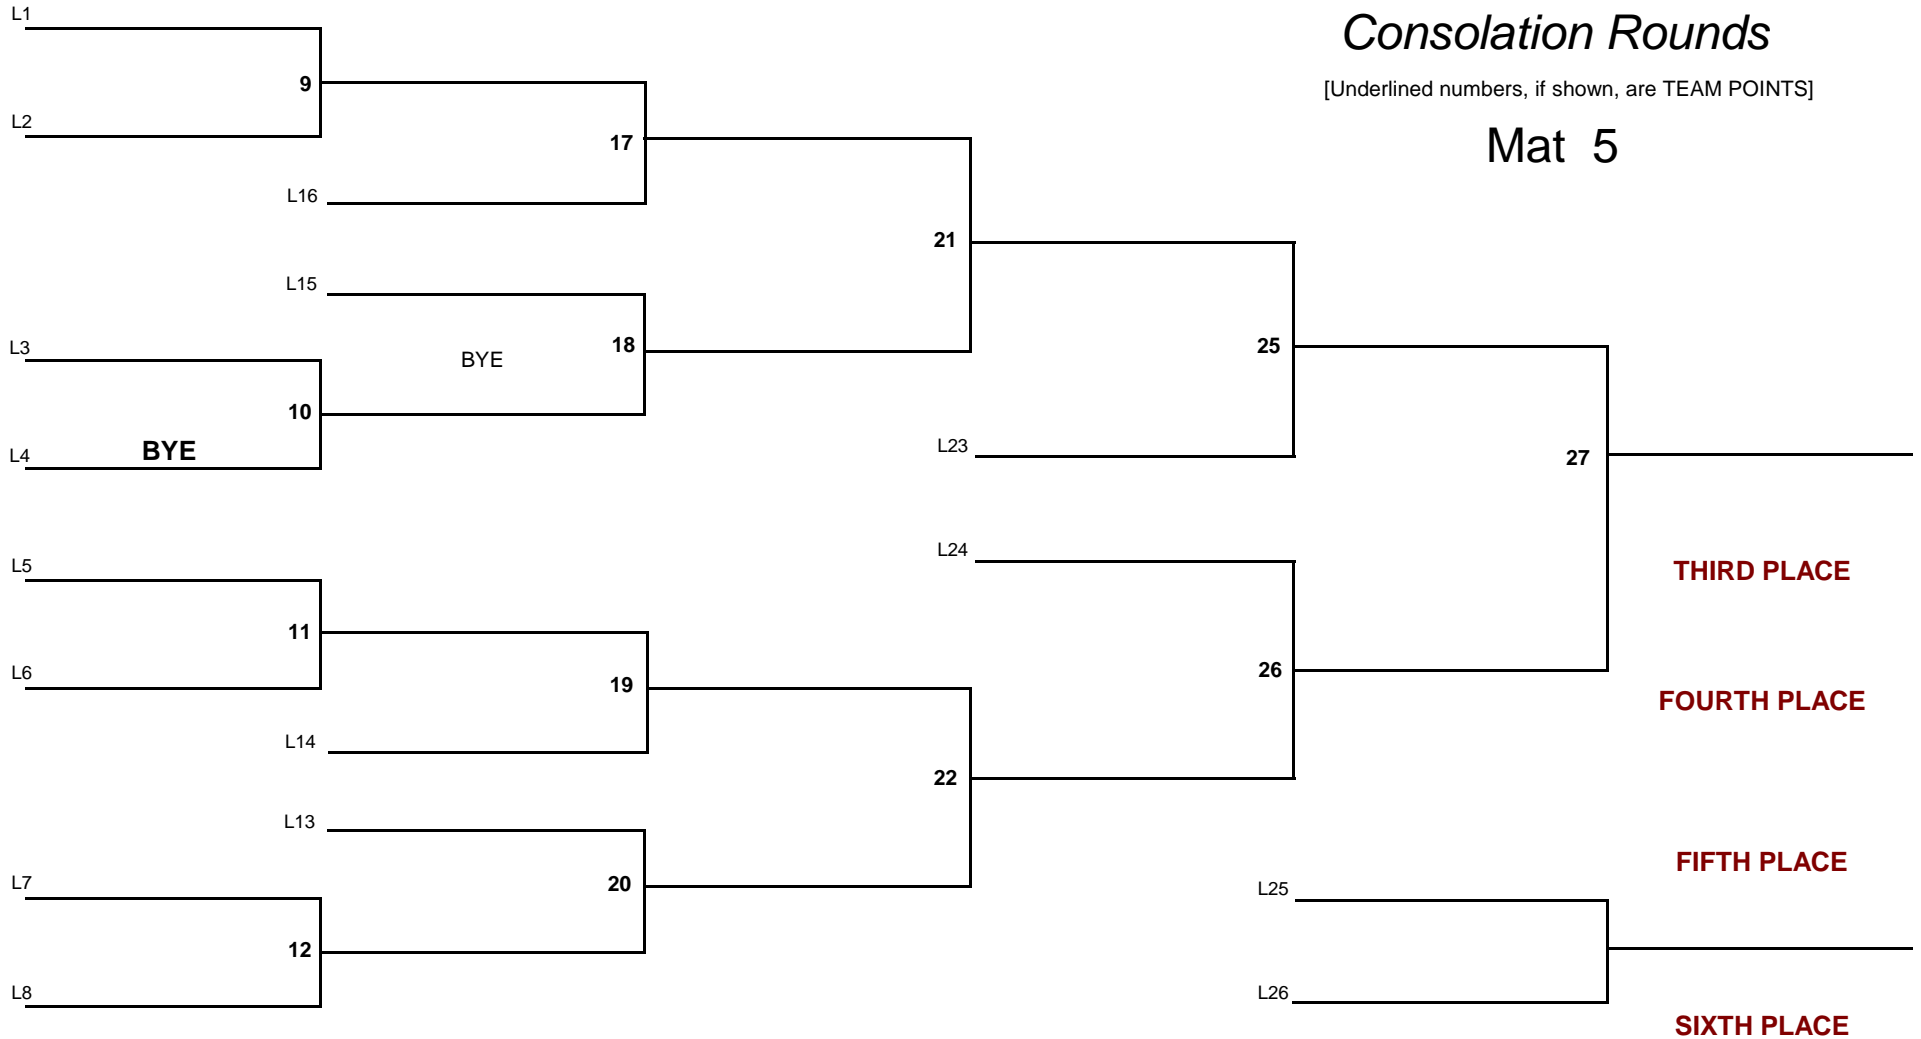 Consolation Rounds
[Underlined numbers, if shown, are TEAM POINTS]
Mat 5
L1
9
L2
17
L16
21
L15
L3
18
BYE
25
10
L4
BYE
L23
27
L24
L5
THIRD PLACE
11
L6
19
26
FOURTH PLACE
L14
22
L13
FIFTH PLACE
L7
20
L25
12
L8
L26
SIXTH PLACE